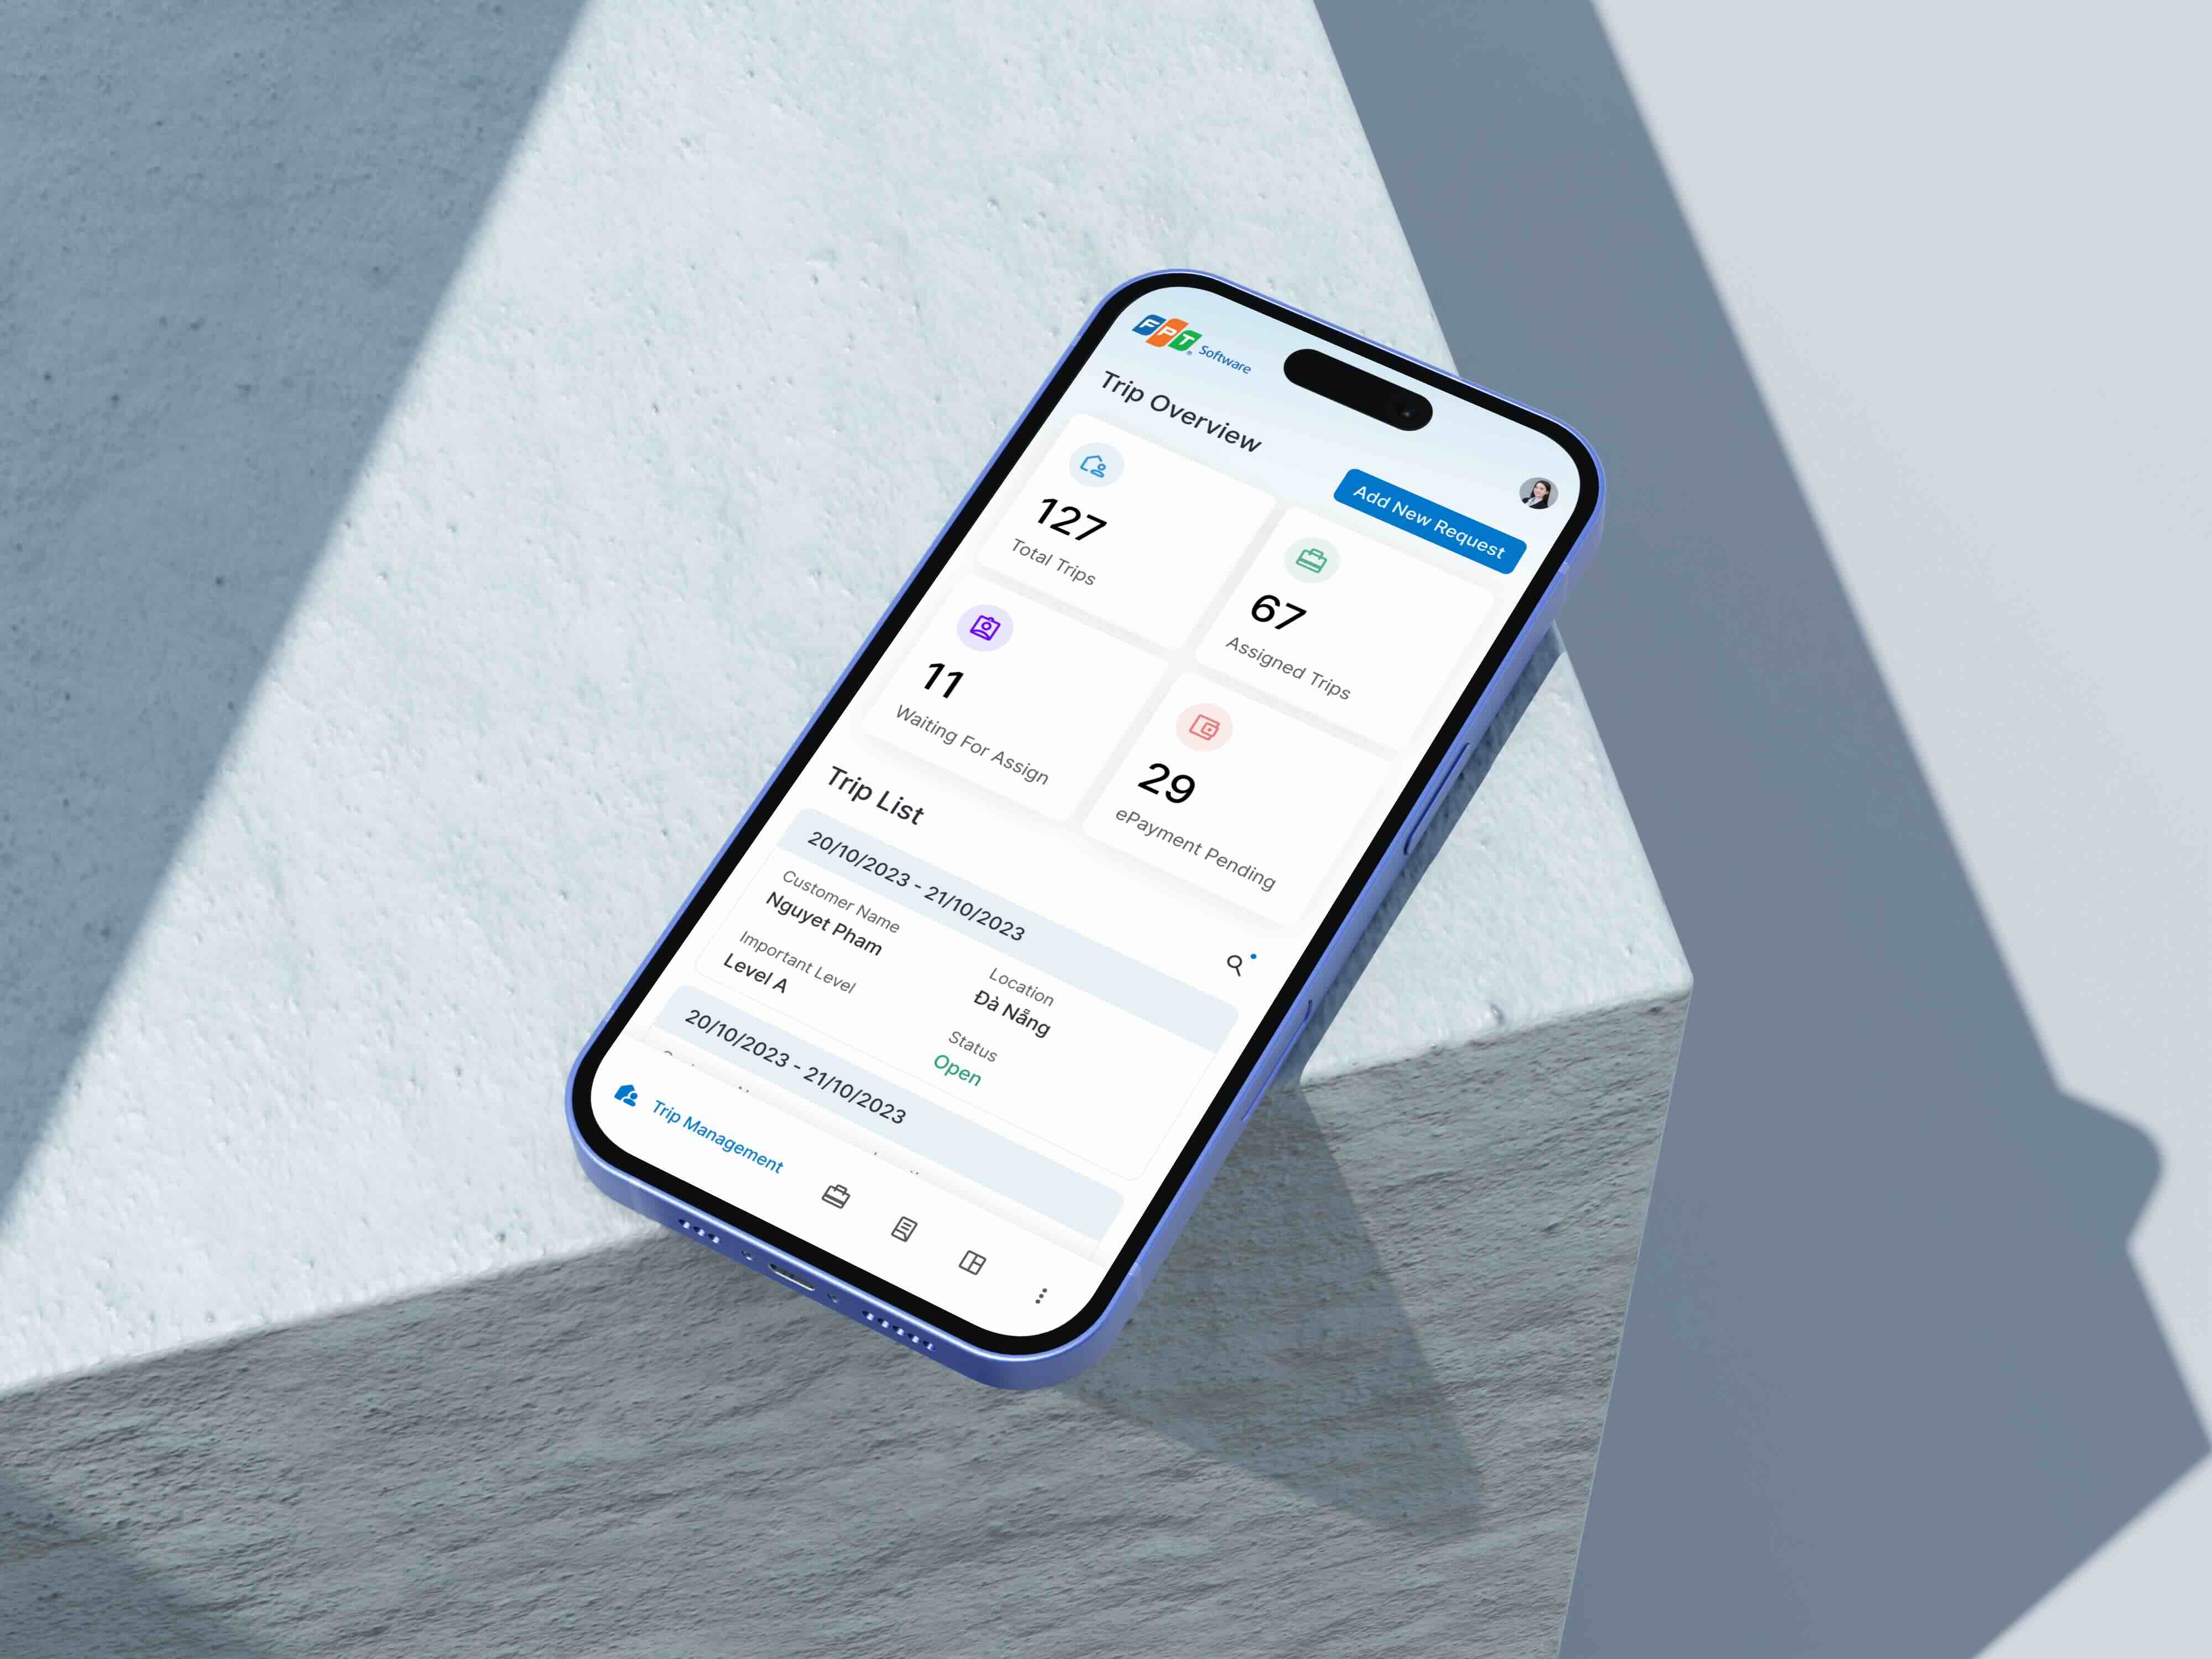 FPT Software
Trip Overview
Add New Request
127
Total Trips
67
Assigned Trips
11
Waiting For Assign
29
ePayment Pending
Trip List
20/10/2023 - 21/10/2023
Customer Name
Nguyet Pham
Location
Đà Nẵng
Important Level
Level A
Status
Open
20/10/2023 - 21/10/2023
Trip Management